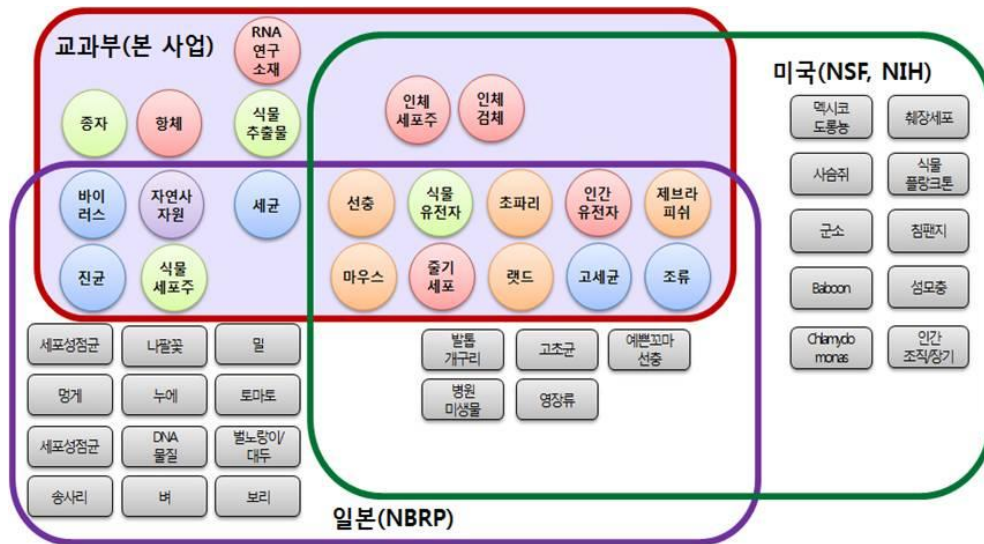 교과부(본 사업)
RNA
연구
소재
미국(NSF, NIH)
종자
항체
식물
추출물
인체
세포주
인체
검체
멕시코
도롱뇽
췌장세포
사슴쥐
식물
플랑크톤
바이
러스
자연사
자원
세균
선충
식물
유전자
초파리
인간
유전자
제브라
피쉬
군소
침팬지
진균
식물
세포주
마우스
줄기
세포
랫드
고세균
조류
Baboon
섬모충
세포성점균
나팔꽃
밀
발톱
개구리
고초균
예쁜꼬마
선충
Chlamydo
monas
인간
조직/장기
멍게
누에
토마토
병원
미생물
영장류
세포성점균
DNA
물질
벌노랑이/
대두
송사리
벼
보리
일본(NBRP)